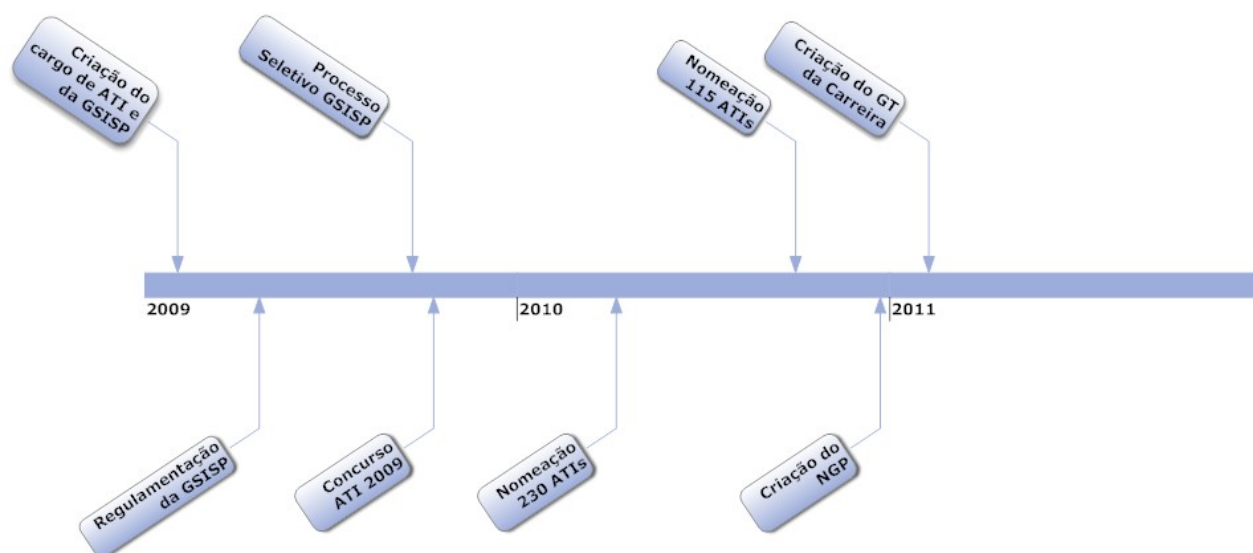 Criação do
cargo de ATI e
da GSISP
Processo
Seletivo GSISP
Nomeação
115 ATIs
Criação do GT
da Carreira
2009
2010
2011
Regulamentação
da GSISP
Concurso
ATI 2009
Nomeação
230 ATIs
Criação do
NGP